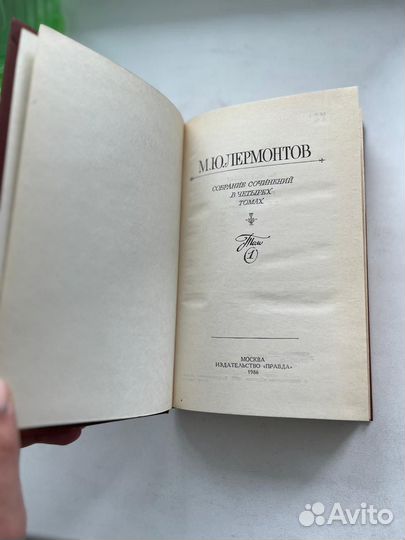 М.Ю.ЛЕРМОНТОВ
СОБРАНИЕ СОЧИНЕНИЙ
В ЧЕТЫРЕХ
ТОМАХ
Том
1
МОСКВА
ИЗДАТЕЛЬСТВО «ПРАВДА»
1986
Avito